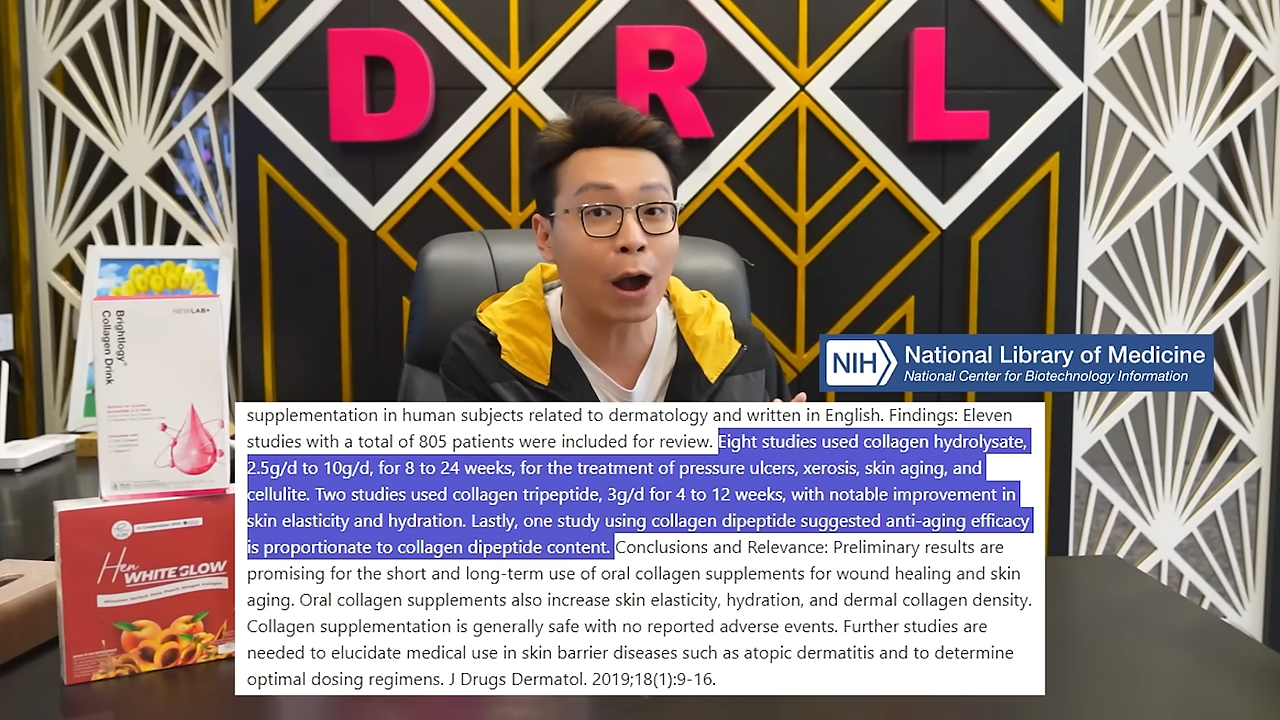 DRL
NEWLAB+
Brightlogy®
Collagen Drink
In Cooperation With
Hen
WHITE GLOW
NIH
National Library of Medicine
National Center for Biotechnology Information
supplementation in human subjects releted to dermatology and written in English. Findings: Eleven
studies with a total of 805 patients were included for review. Eight studies used collagen hydrolysate,
2.5g/d to 10g/d, for 8 to 24 weeks, for the treatment of pressure ulcers, xerosis, skin aging, and
cellulite. Two studies used collagen tripeptide, 3g/d for 4 to 12 weeks, with notable improvement in
skin elasticity and hydration. Lastly, one study using collagen dipeptide suggested anti-aging efficacy
is proportionate to collagen dipeptide content. Conclusions and Relevance: Preliminary results are
promising for the short and long-term use of oral collagen supplements for wound healing and skin
aging. Oral collagen supplements also increase skin elasticity, hydration, and dermal collagen density.
Collagen supplementation is generally safe with no reported adverse events. Further studies are
needed to elucidate medical use in skin barrier diseases such as atopic dermatitis and to determine
optimal dosing regimens. J Drugs Dermatol. 2019;18(1):9-16.